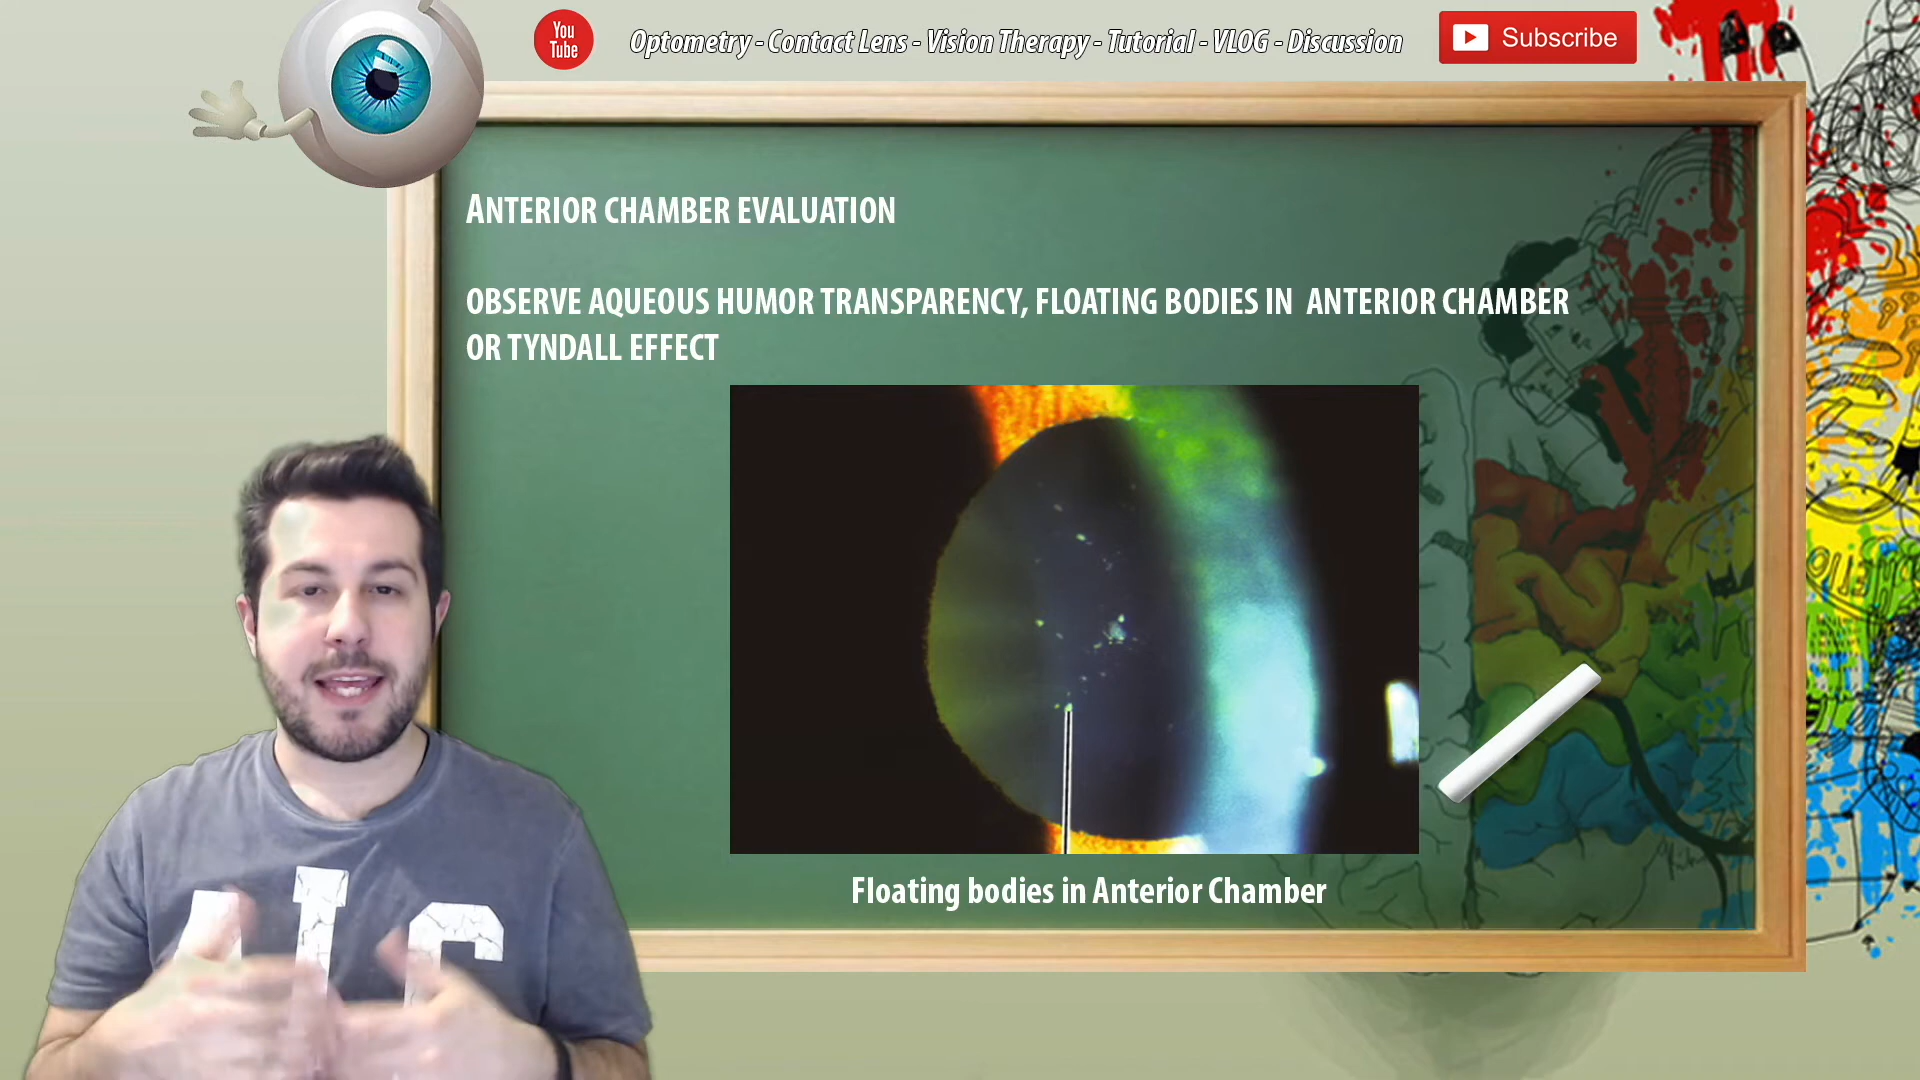 You
Tube
Optometry - Contact Lens - Vision Therapy - Tutorial - VLOG - Discussion
Subscribe
ANTERIOR CHAMBER EVALUATION
OBSERVE AQUEOUS HUMOR TRANSPARENCY, FLOATING BODIES IN ANTERIOR CHAMBER
OR TYNDALL EFFECT
Floating bodies in Anterior Chamber